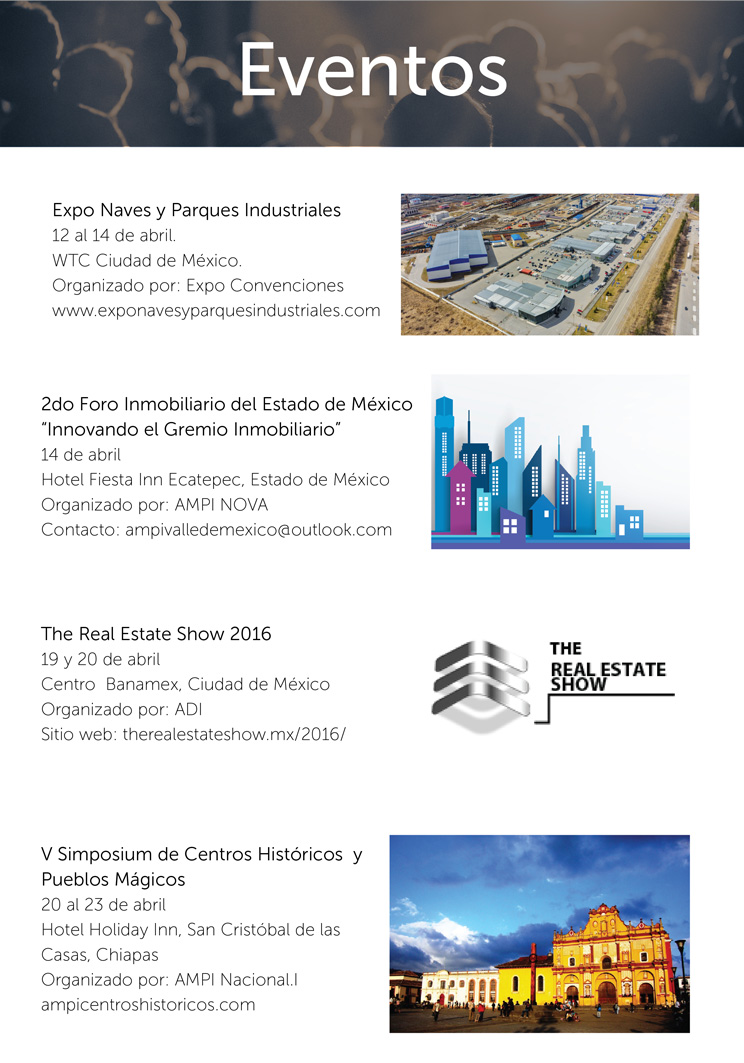 Eventos
Expo Naves y Parques Industriales
12 al 14 de abril.
WTC Ciudad de México.
Organizado por: Expo Convenciones
www.exponavesyparquesindustriales.com
2do Foro Inmobiliario del Estado de México
“Innovando el Gremio Inmobiliario”
14 de abril
Hotel Fiesta Inn Ecatepec, Estado de México
Organizado por: AMPI NOVA
Contacto: ampivalledemexico@outlook.com
The Real Estate Show 2016
19 y 20 de abril
Centro  Banamex, Ciudad de México
Organizado por: ADI
Sitio web: therealestateshow.mx/2016/
THE
REAL ESTATE
SHOW
V Simposium de Centros Históricos  y
Pueblos Mágicos
20 al 23 de abril
Hotel Holiday Inn, San Cristóbal de las
Casas, Chiapas
Organizado por: AMPI Nacional.I
ampicentroshistoricos.com